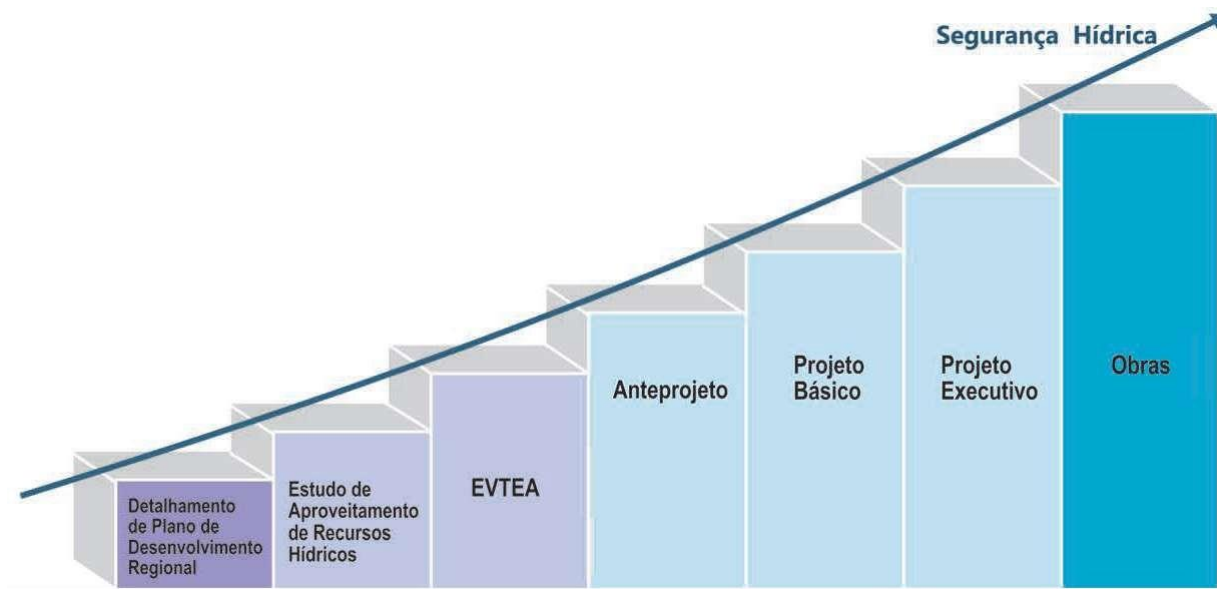 Segurança Hídrica
Detalhamento
de Plano de
Desenvolvimento
Regional
Estudo de
Aproveitamento
de Recursos
Hídricos
EVTEA
Anteprojeto
Projeto
Básico
Projeto
Executivo
Obras